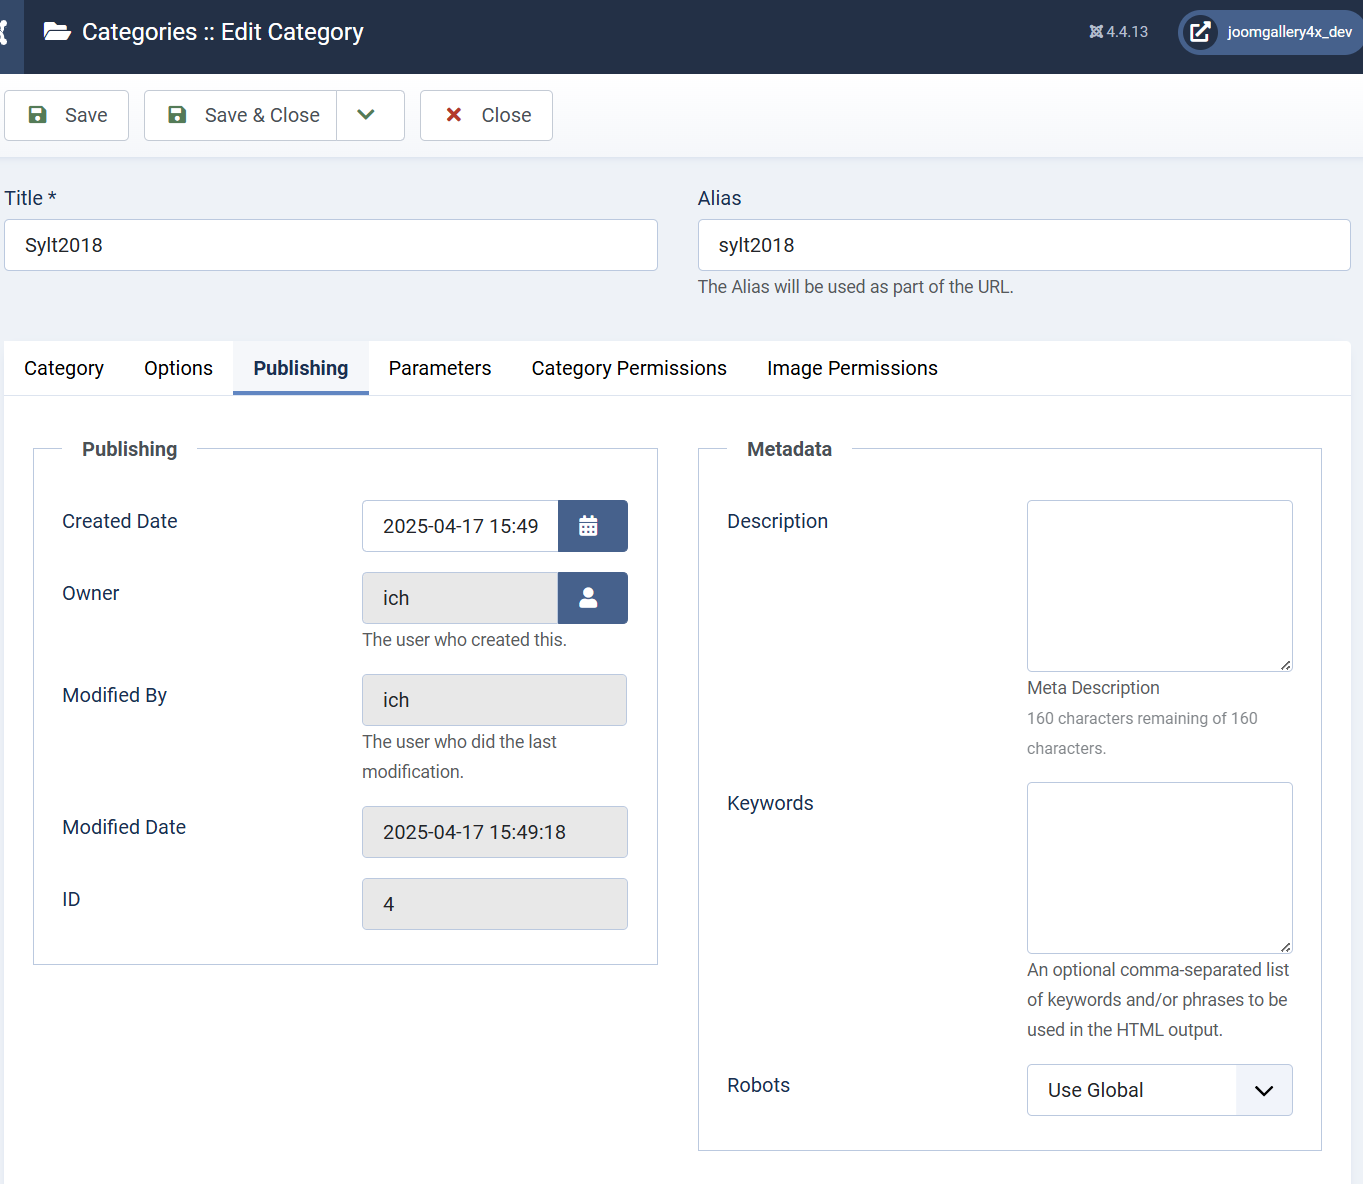 Categories :: Edit Category
4.4.13
joomgallery4x_dev
Save
Save & Close
Close
Title *
Alias
Sylt2018
sylt2018
The Alias will be used as part of the URL.
Category
Options
Publishing
Parameters
Category Permissions
Image Permissions
Publishing
Created Date
2025-04-17 15:49
Owner
ich
The user who created this.
Modified By
ich
The user who did the last
modification.
Modified Date
2025-04-17 15:49:18
ID
4
Metadata
Description
Meta Description
160 characters remaining of 160
characters.
Keywords
An optional comma-separated list
of keywords and/or phrases to be
used in the HTML output.
Robots
Use Global